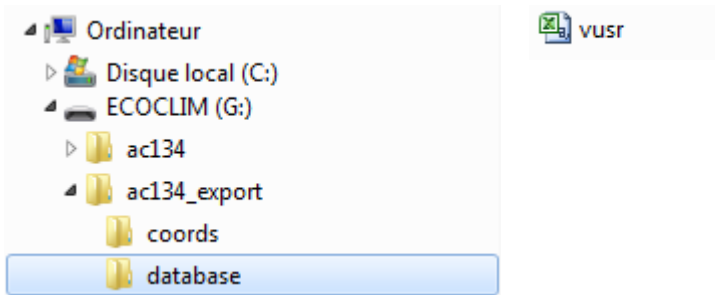 Ordinateur
Disque local (C:)
ECOCLIM (G:)
ac134
ac134_export
coords
database
vusr